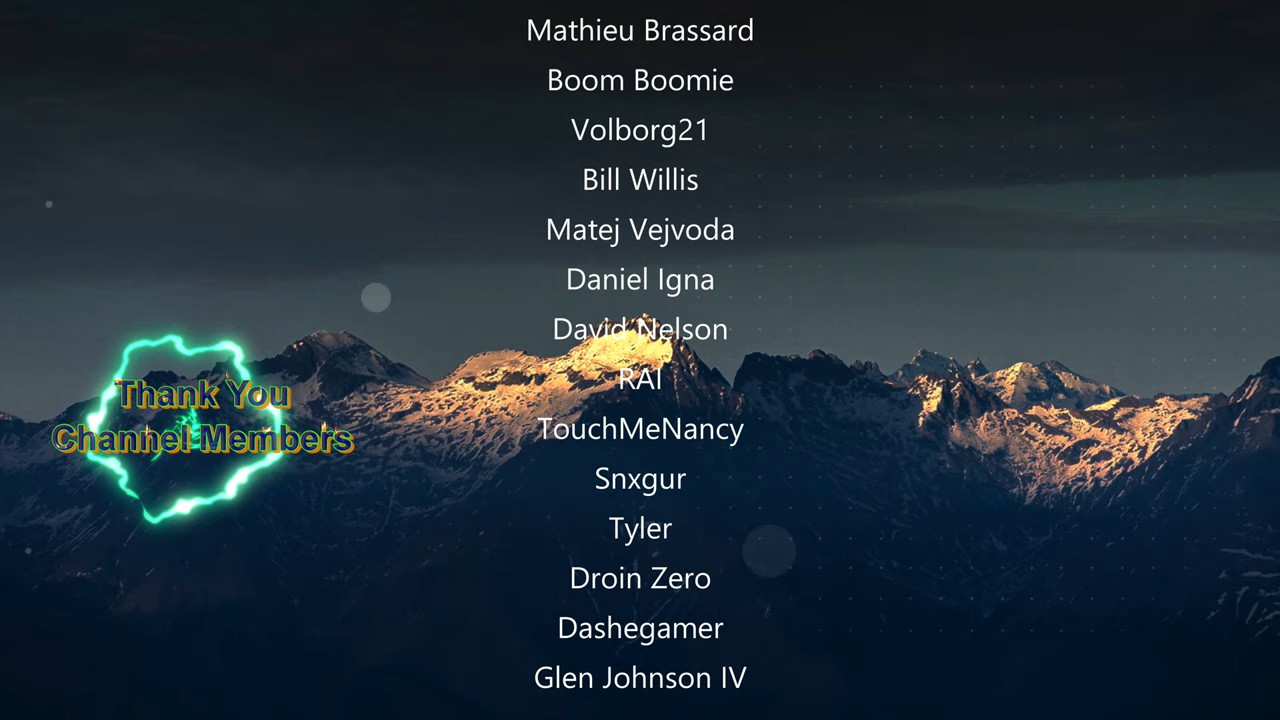 Mathieu Brassard
Boom Boomie
Volborg21
Bill Willis
Matej Vejvoda
Daniel Igna
David Nelson
RAI
Thank You
Channel Members
TouchMeNancy
Snxgur
Tyler
Droin Zero
Dashegamer
Glen Johnson IV